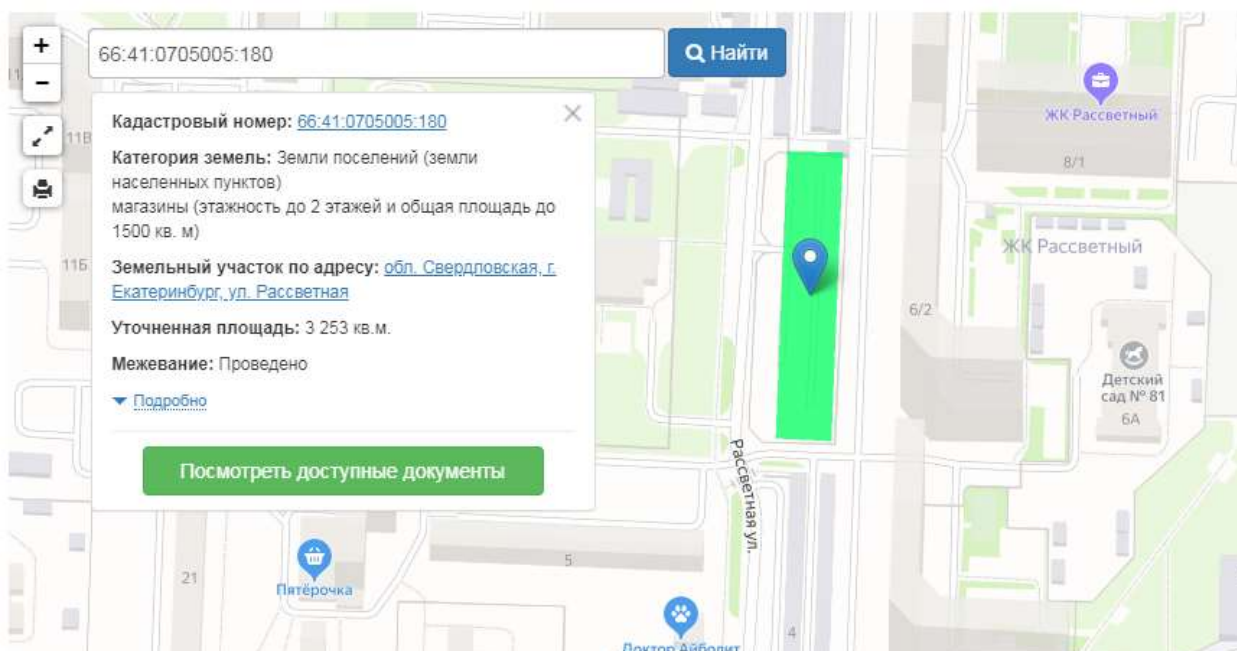 +
66:41:0705005:180
Найти
−
Кадастровый номер: 66:41:0705005:180
Категория земель: Земли поселений (земли
населенных пунктов)
магазины (этажность до 2 этажей и общая площадь до
1500 кв. м)
Земельный участок по адресу: обл. Свердловская, г.
Екатеринбург, ул. Рассветная
Уточненная площадь: 3 253 кв.м.
Межевание: Проведено
Подробно
Посмотреть доступные документы
11В
11Б
ЖК Рассветный
8/1
ЖК Рассветный
6/2
Детский
сад № 81
6А
Рассветная ул.
5
21
Пятёрочка
Доктор Айболит
4